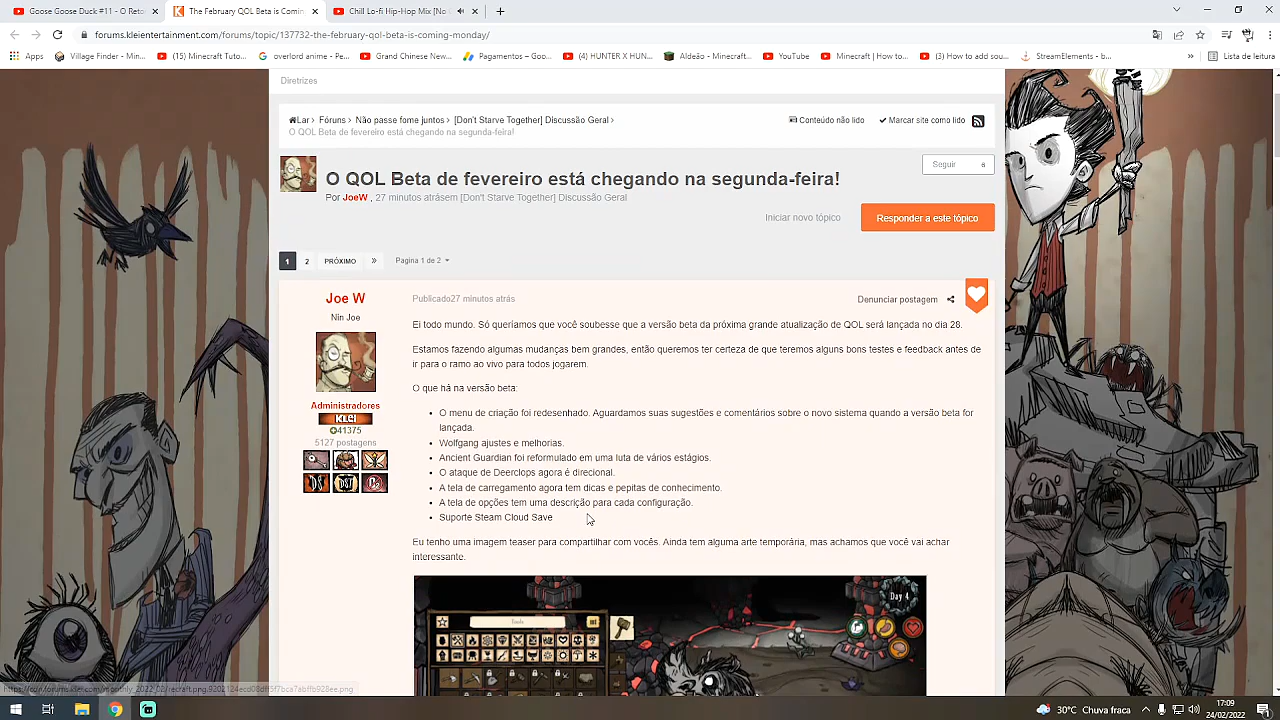 Goose Goose Duck #11 - O Reto
The February QOL Beta is Comin
Chill Lo-fi Hip-Hop Mix [No
forums.kleientertainment.com/forums/topic/137732-the-february-qol-beta-is-coming-monday/
Apps
Village Finder - Min...
(15) Minecraft Tuto...
overlord anime - Pe...
Grand Chinese New...
Pagamentos – Goo...
(4) HUNTER X HUN...
Aldeão - Minecraft...
YouTube
Minecraft | How to...
(3) How to add sou...
StreamElements - b...
»
Lista de leitura
Diretrizes
Lar > Fóruns > Não passe fome juntos > [Don't Starve Together] Discussão Geral >
Conteúdo não lido
Marcar site como lido
O QOL Beta de fevereiro está chegando na segunda-feira!
Seguir 6
O QOL Beta de fevereiro está chegando na segunda-feira!
Por JoeW , 27 minutos atrásem [Don't Starve Together] Discussão Geral
Iniciar novo tópico
Responder a este tópico
1 2 PRÓXIMO » Pagina 1 de 2
Joe W
Nin Joe
Administradores
KLEI
41375
5127 postagens
Publicado27 minutos atrás
Denunciar postagem
Ei todo mundo. Só queríamos que você soubesse que a versão beta da próxima grande atualização de QOL será lançada no dia 28.
Estamos fazendo algumas mudanças bem grandes, então queremos ter certeza de que teremos alguns bons testes e feedback antes de
ir para o ramo ao vivo para todos jogarem.
O que há na versão beta:
• O menu de criação foi redesenhado. Aguardamos suas sugestões e comentários sobre o novo sistema quando a versão beta for
lançada.
• Wolfgang ajustes e melhorias.
• Ancient Guardian foi reformulado em uma luta de vários estágios.
• O ataque de Deerclops agora é direcional.
• A tela de carregamento agora tem dicas e pepitas de conhecimento.
• A tela de opções tem uma descrição para cada configuração.
• Suporte Steam Cloud Save
Eu tenho uma imagem teaser para compartilhar com vocês. Ainda tem alguma arte temporária, mas achamos que você vai achar
interessante.
Day 4
Tools
30°C Chuva fraca
17:09
24/02/2022